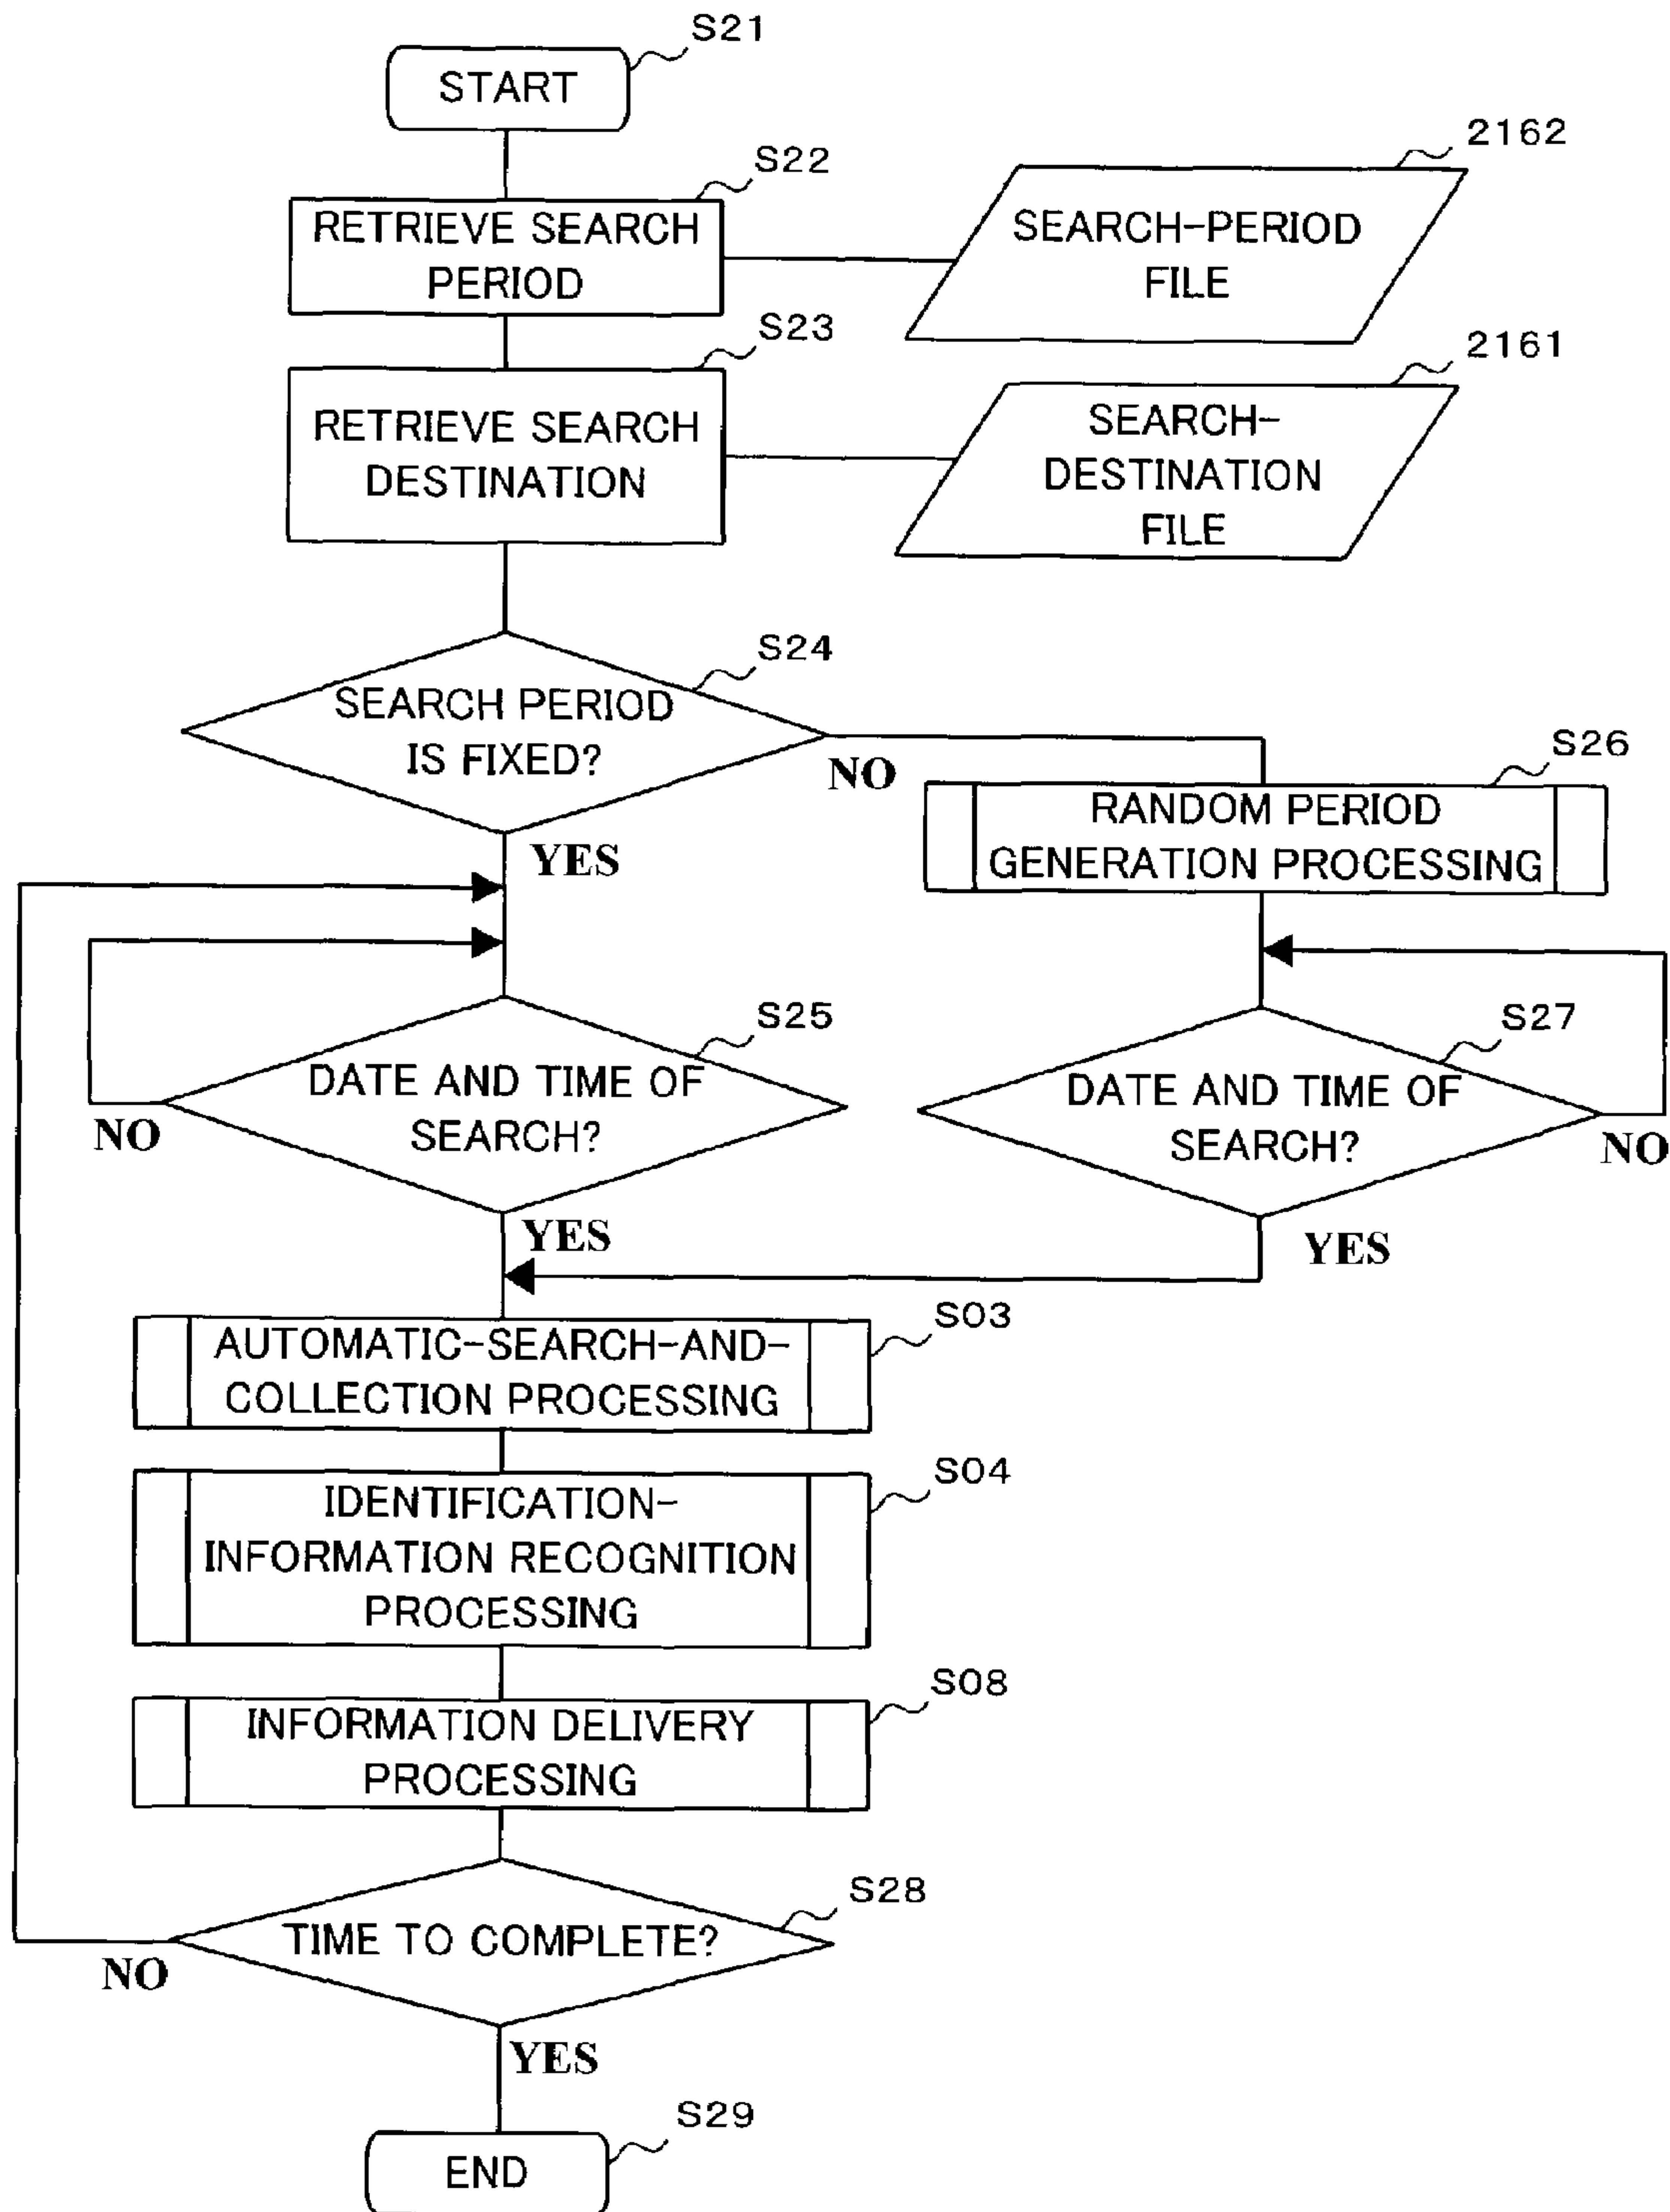 S21
START
S22
RETRIEVE SEARCH
PERIOD
2162
SEARCH-PERIOD
FILE
S23
RETRIEVE SEARCH
DESTINATION
2161
SEARCH-
DESTINATION
FILE
S24
SEARCH PERIOD
IS FIXED?
NO
YES
S26
RANDOM PERIOD
GENERATION PROCESSING
S25
DATE AND TIME OF
SEARCH?
NO
YES
S27
DATE AND TIME OF
SEARCH?
NO
YES
S03
AUTOMATIC-SEARCH-AND-
COLLECTION PROCESSING
S04
IDENTIFICATION-
INFORMATION RECOGNITION
PROCESSING
S08
INFORMATION DELIVERY
PROCESSING
S28
TIME TO COMPLETE?
NO
YES
S29
END